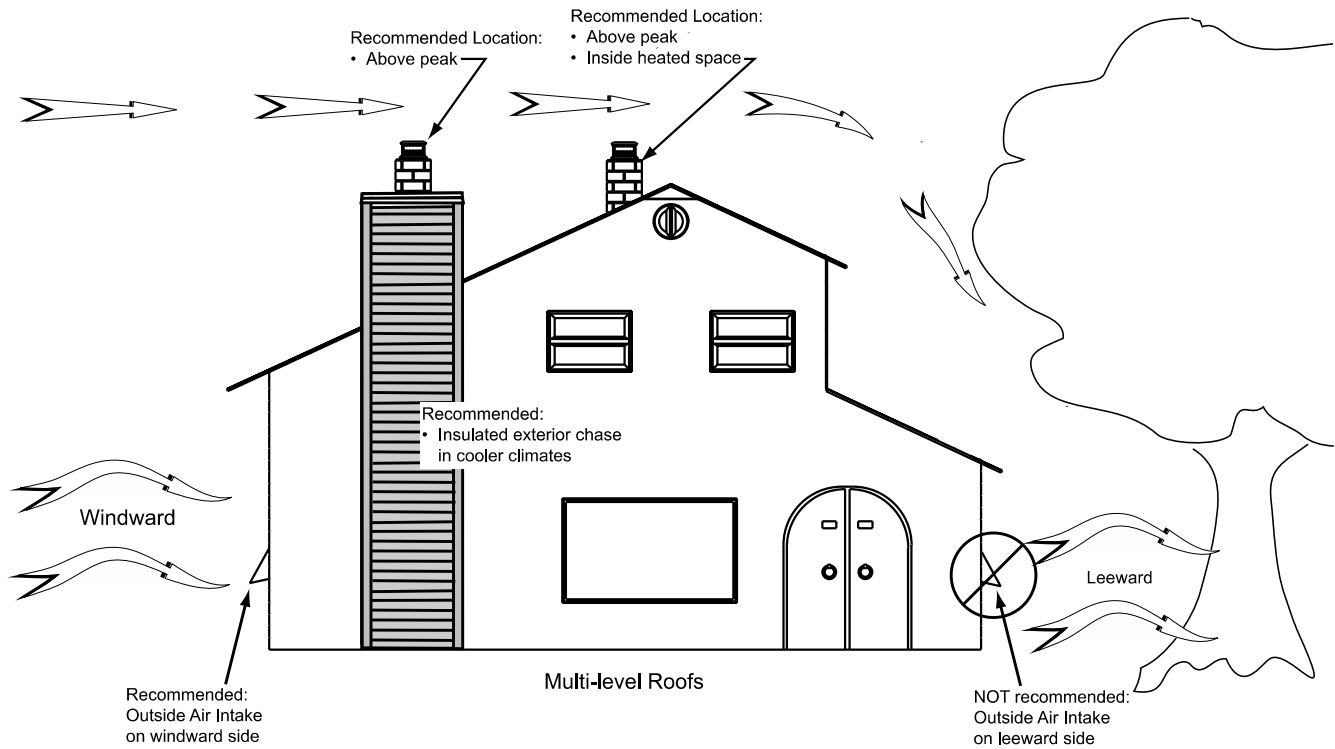 Recommended Location:
• Above peak
Recommended Location:
• Above peak
• Inside heated space
Recommended:
• Insulated exterior chase
in cooler climates
Windward
Leeward
Recommended:
Outside Air Intake
on windward side
Multi-level Roofs
NOT recommended:
Outside Air Intake
on leeward side